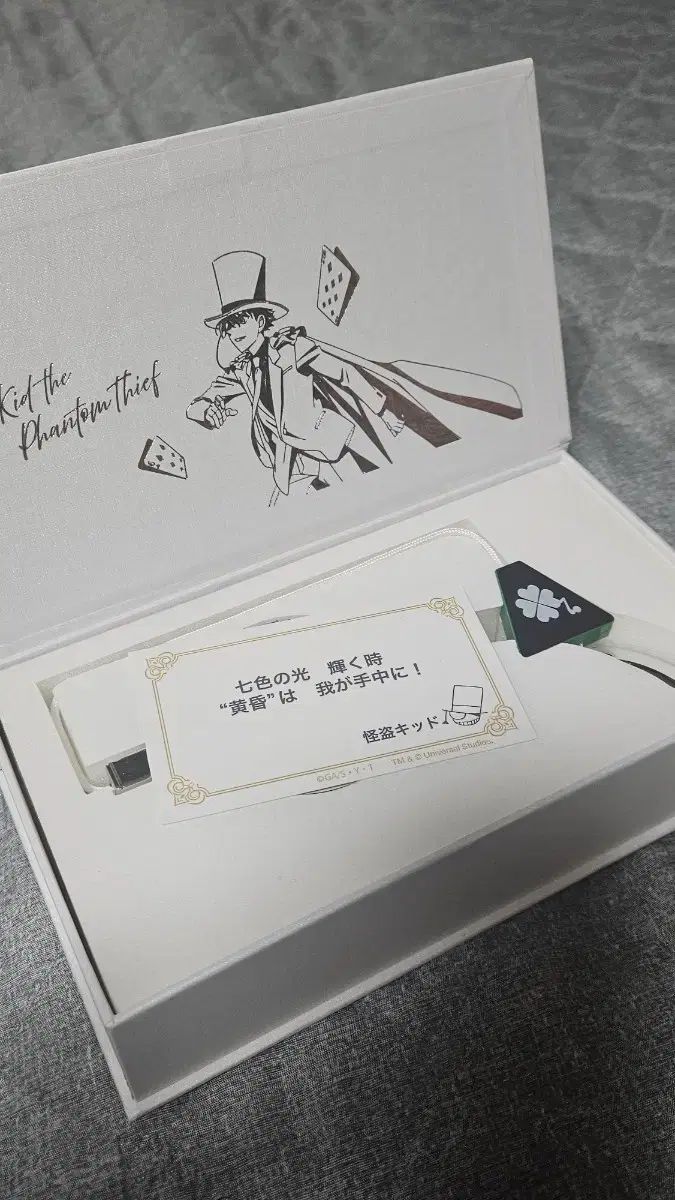 Kid the
Phantom thief
七色の光 輝く時
“黄昏”は 我が手中に！
怪盗キッド
©GA/S・Y・T TM & © Universal Studios.